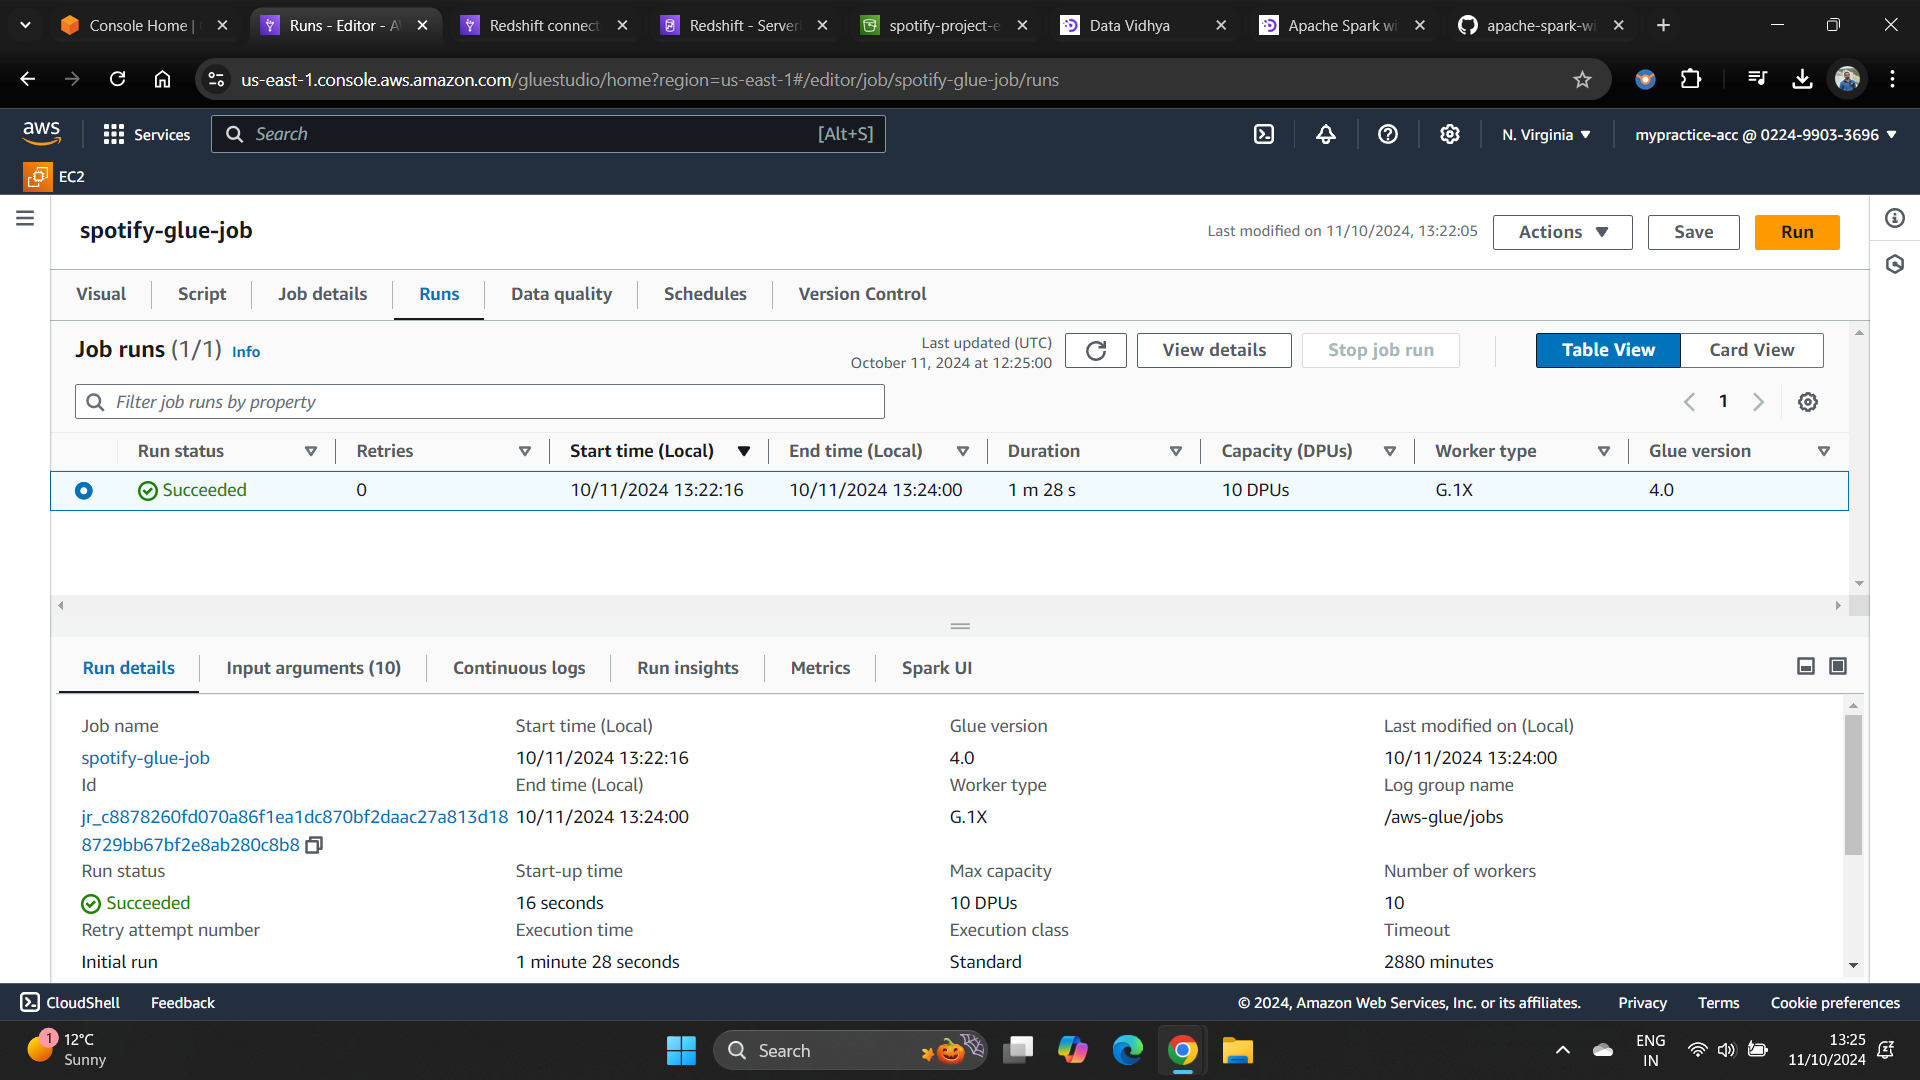 Console Home |
Runs - Editor - A
Redshift connect
Redshift - Server
spotify-project-e
Data Vidhya
Apache Spark wi
apache-spark-wi
us-east-1.console.aws.amazon.com/gluestudio/home?region=us-east-1#/editor/job/spotify-glue-job/runs
aws
Services
Search
[Alt+S]
N. Virginia
mypractice-acc @ 0224-9903-3696
EC2
spotify-glue-job
Last modified on 11/10/2024, 13:22:05
Actions
Save
Run
Visual
Script
Job details
Runs
Data quality
Schedules
Version Control
Job runs (1/1) Info
Last updated (UTC)
October 11, 2024 at 12:25:00
View details
Stop job run
Table View
Card View
Filter job runs by property
1
Run status
Retries
Start time (Local)
End time (Local)
Duration
Capacity (DPUs)
Worker type
Glue version
Succeeded
0
10/11/2024 13:22:16
10/11/2024 13:24:00
1 m 28 s
10 DPUs
G.1X
4.0
Run details
Input arguments (10)
Continuous logs
Run insights
Metrics
Spark UI
Job name
Start time (Local)
Glue version
Last modified on (Local)
spotify-glue-job
10/11/2024 13:22:16
4.0
10/11/2024 13:24:00
Id
End time (Local)
Worker type
Log group name
jr_c8878260fd070a86f1ea1dc870bf2daac27a813d18
8729bb67bf2e8ab280c8b8
10/11/2024 13:24:00
G.1X
/aws-glue/jobs
Run status
Start-up time
Max capacity
Number of workers
Succeeded
16 seconds
10 DPUs
10
Retry attempt number
Execution time
Execution class
Timeout
Initial run
1 minute 28 seconds
Standard
2880 minutes
CloudShell
Feedback
© 2024, Amazon Web Services, Inc. or its affiliates.
Privacy
Terms
Cookie preferences
1
12°C
Sunny
Search
ENG
IN
13:25
11/10/2024